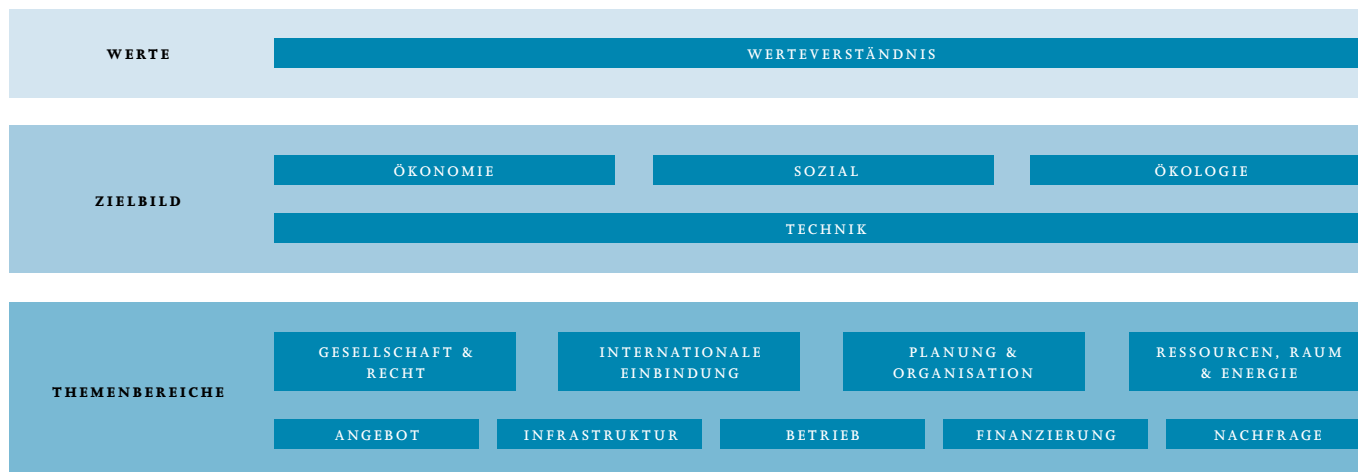 WERTE
WERTEVERSTÄNDNIS
ZIELBILD
ÖKONOMIE
SOZIAL
ÖKOLOGIE
TECHNIK
THEMENBEREICHE
GESELLSCHAFT &
RECHT
INTERNATIONALE
EINBINDUNG
PLANUNG &
ORGANISATION
RESSOURCEN, RAUM
& ENERGIE
ANGEBOT
INFRASTRUKTUR
BETRIEB
FINANZIERUNG
NACHFRAGE